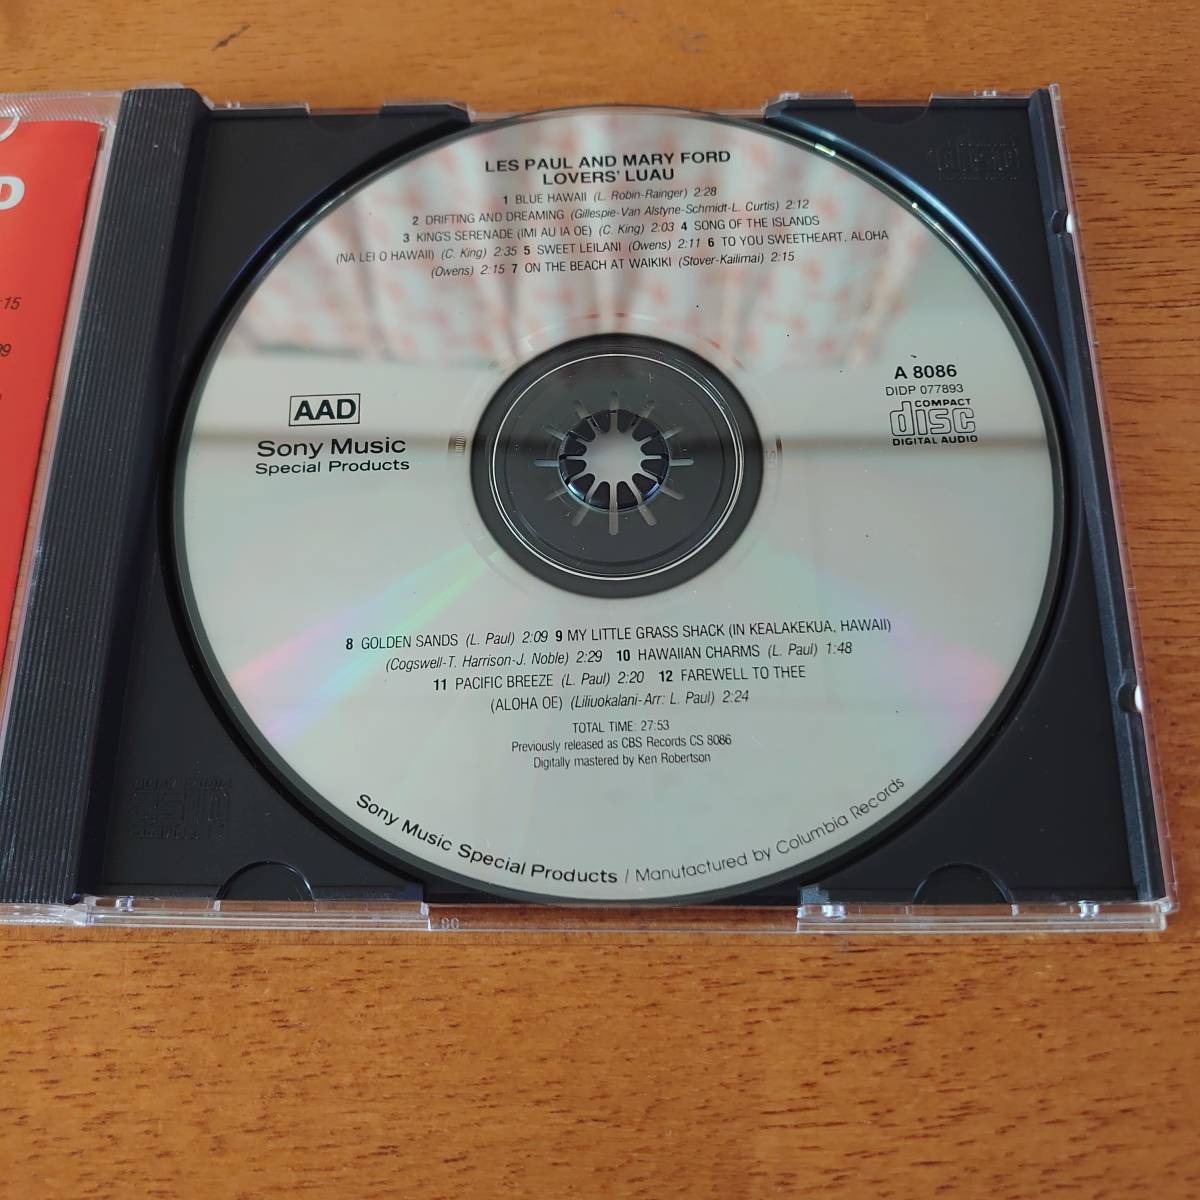 D
:15
LES PAUL AND MARY FORD
LOVERS' LUAU
1 BLUE HAWAII (L. Robin-Rainger) 2:28
2 DRIFTING AND DREAMING (Gillespie-Van Alstyne-Schmidt-L. Curtis) 2:12
3 KING'S SERENADE (IMI AU IA OE) (C. King) 2:03 4 SONG OF THE ISLANDS
(NA LEI O HAWAII) (C. King) 2:35 5 SWEET LEILANI (Owens) 2:11 6 TO YOU SWEETHEART, ALOHA
(Owens) 2:15 7 ON THE BEACH AT WAIKIKI (Stover-Kailimai) 2:15
AAD
Sony Music
Special Products
A 8086
DIDP 077893
COMPACT
disc
DIGITAL AUDIO
8 GOLDEN SANDS (L. Paul) 2:09 9 MY LITTLE GRASS SHACK (IN KEALAKEKUA, HAWAII)
(Cogswell-T. Harrison-J. Noble) 2:29 10 HAWAIIAN CHARMS (L. Paul) 1:48
11 PACIFIC BREEZE (L. Paul) 2:20 12 FAREWELL TO THEE
(ALOHA OE) (Liliuokalani-Arr: L. Paul) 2:24
TOTAL TIME: 27:53
Previously released as CBS Records CS 8086
Digitally mastered by Ken Robertson
Sony Music Special Products / Manufactured by Columbia Records